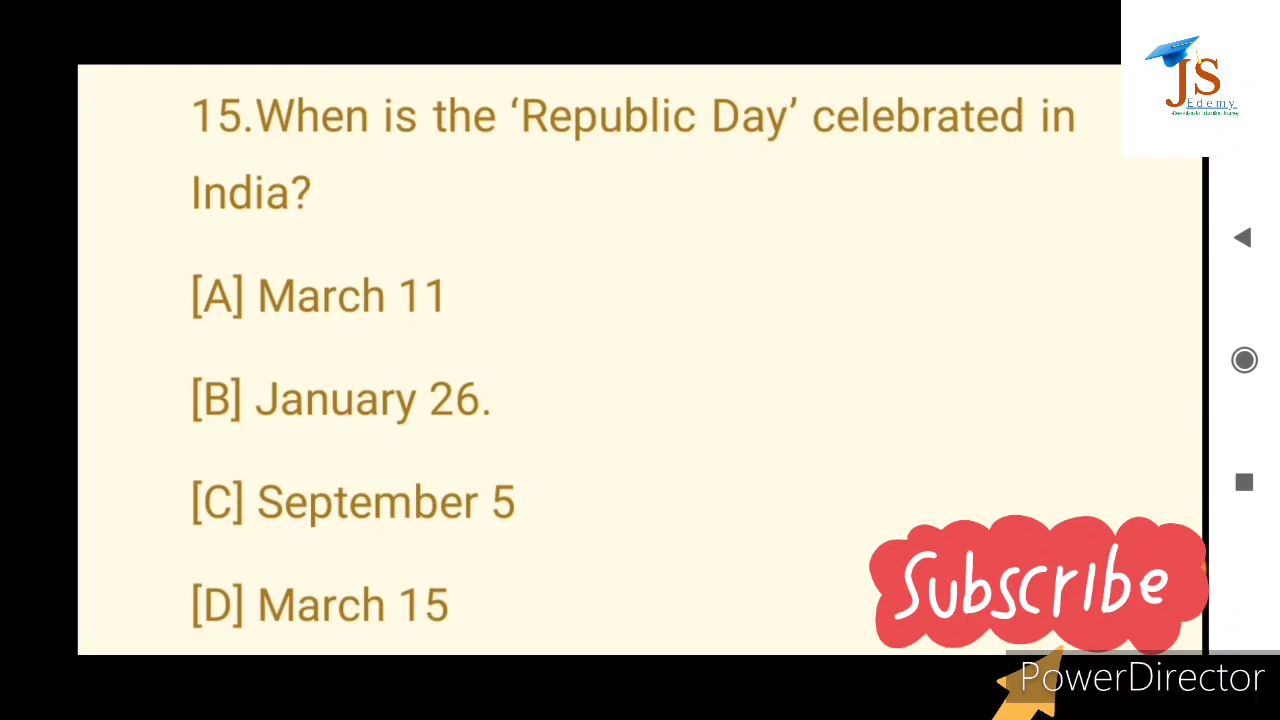 JS
Edemy
15.When is the ‘Republic Day’ celebrated in
India?
[A] March 11
[B] January 26.
[C] September 5
[D] March 15
Subscribe
PowerDirector